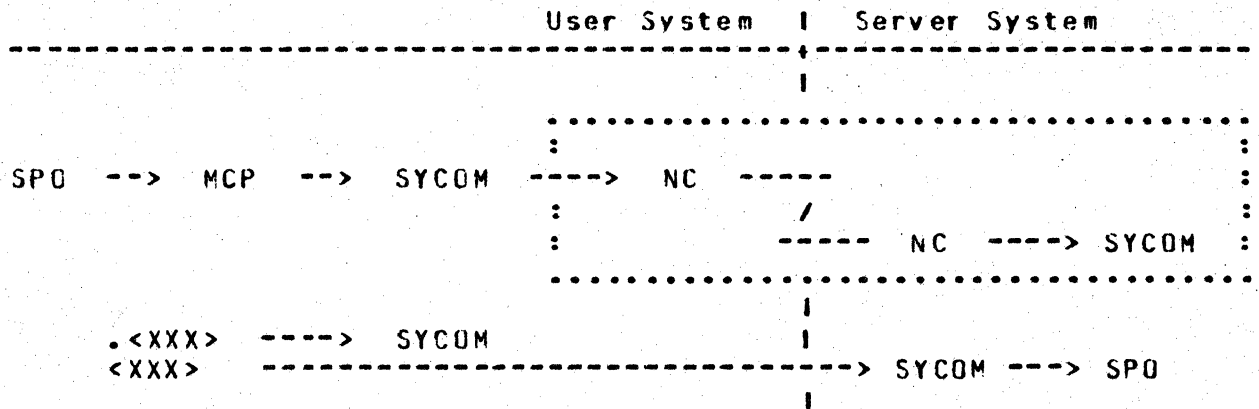 User System | Server System
------------------------------------------------+----------------------------
|
............................................
: :
SPO --> MCP --> SYCOM ----> NC ----- :
: / :
: ----- NC ----> SYCOM :
............................................
|
.<XXX> ----> SYCOM |
<XXX> -------------------------------------> SYCOM ---> SPO
|